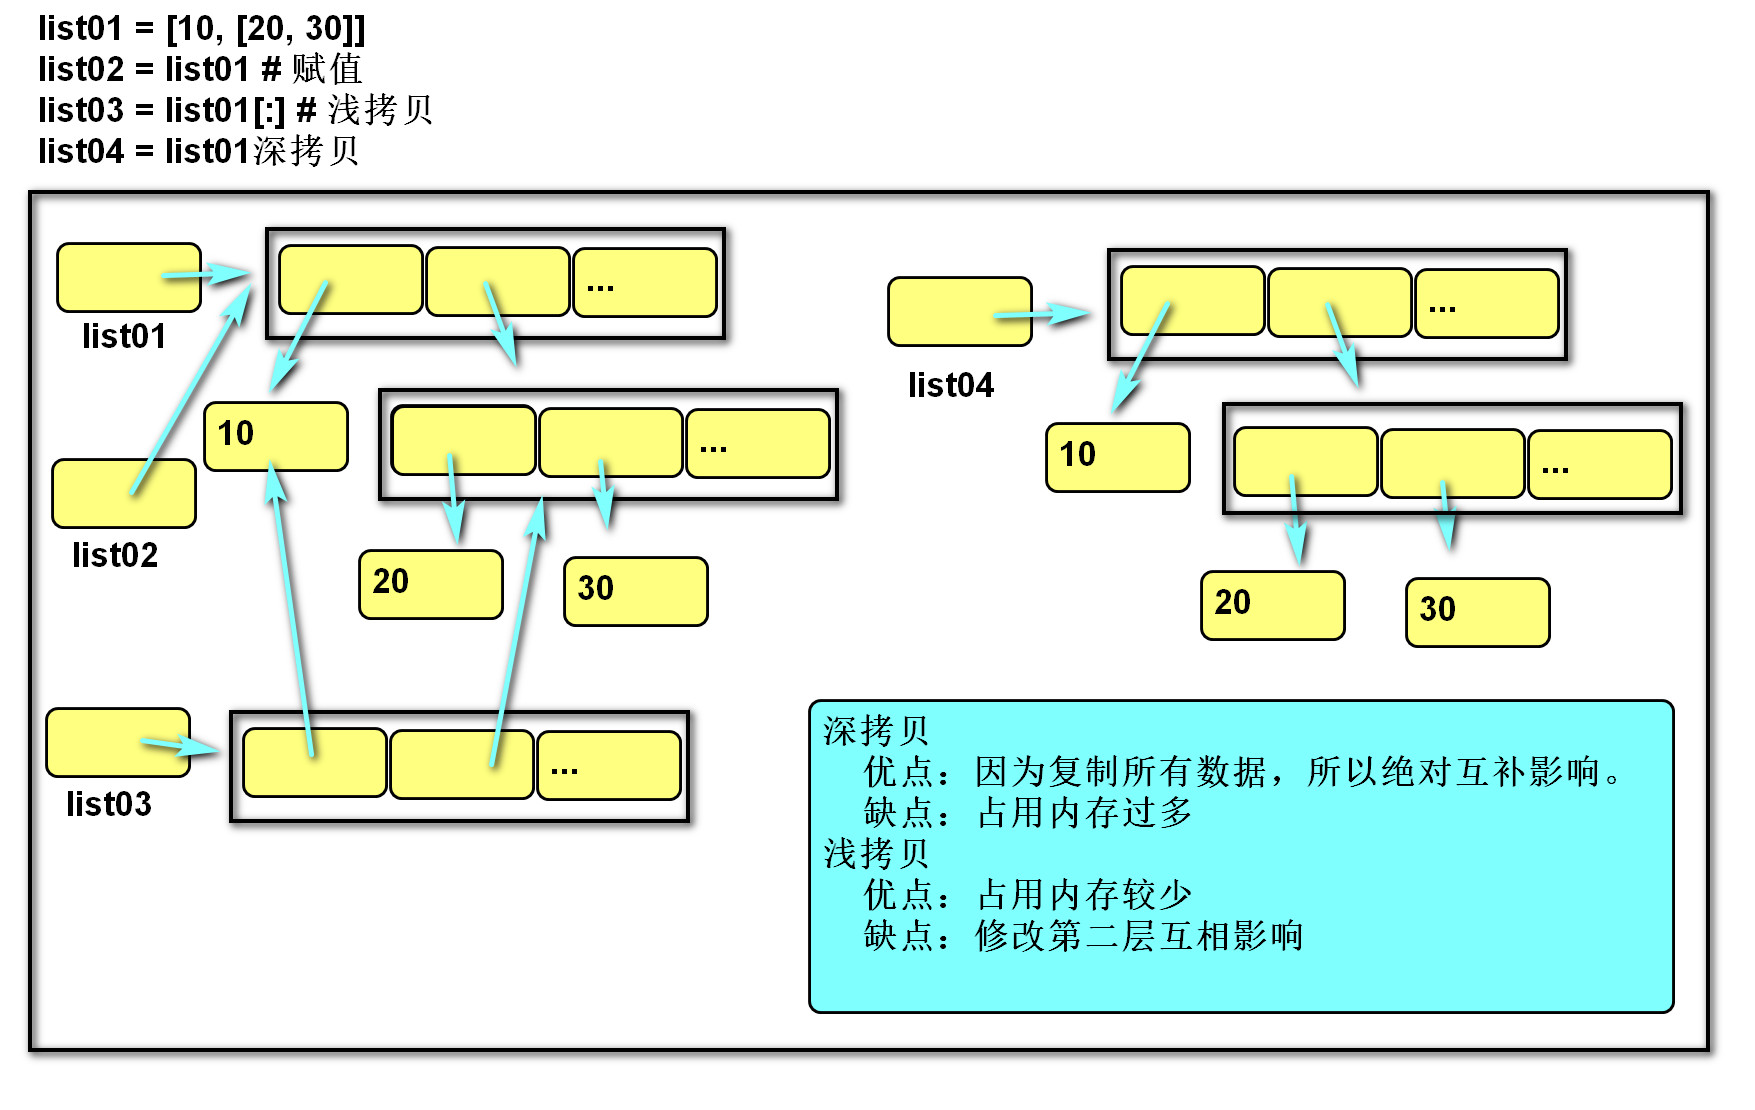 list01 = [10, [20, 30]]
list02 = list01 # 赋值
list03 = list01[:] # 浅拷贝
list04 = list01深拷贝
list01
...
10
...
list02
20
30
list03
...
list04
...
10
...
20
30
深拷贝
优点：因为复制所有数据，所以绝对互补影响。
缺点：占用内存过多
浅拷贝
优点：占用内存较少
缺点：修改第二层互相影响